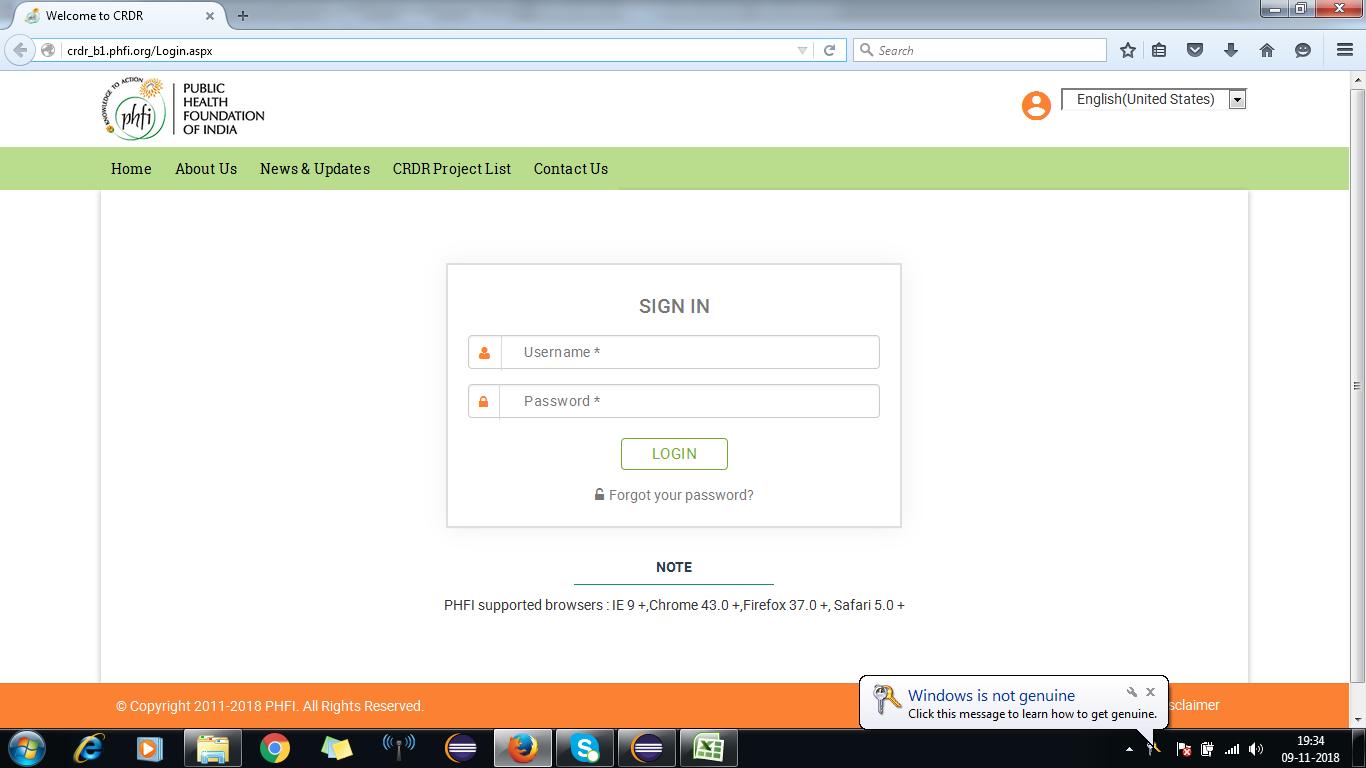 Welcome to CRDR
crdr_b1.phfi.org/Login.aspx
Search
KNOWLEDGE TO ACTION
phfi
PUBLIC
HEALTH
FOUNDATION
OF INDIA
English(United States)
Home About Us News & Updates CRDR Project List Contact Us
SIGN IN
Username *
Password *
LOGIN
Forgot your password?
NOTE
PHFI supported browsers : IE 9 +,Chrome 43.0 +,Firefox 37.0 +, Safari 5.0 +
Windows is not genuine
Click this message to learn how to get genuine.
© Copyright 2011-2018 PHFI. All Rights Reserved.
sclaimer
19:34
09-11-2018